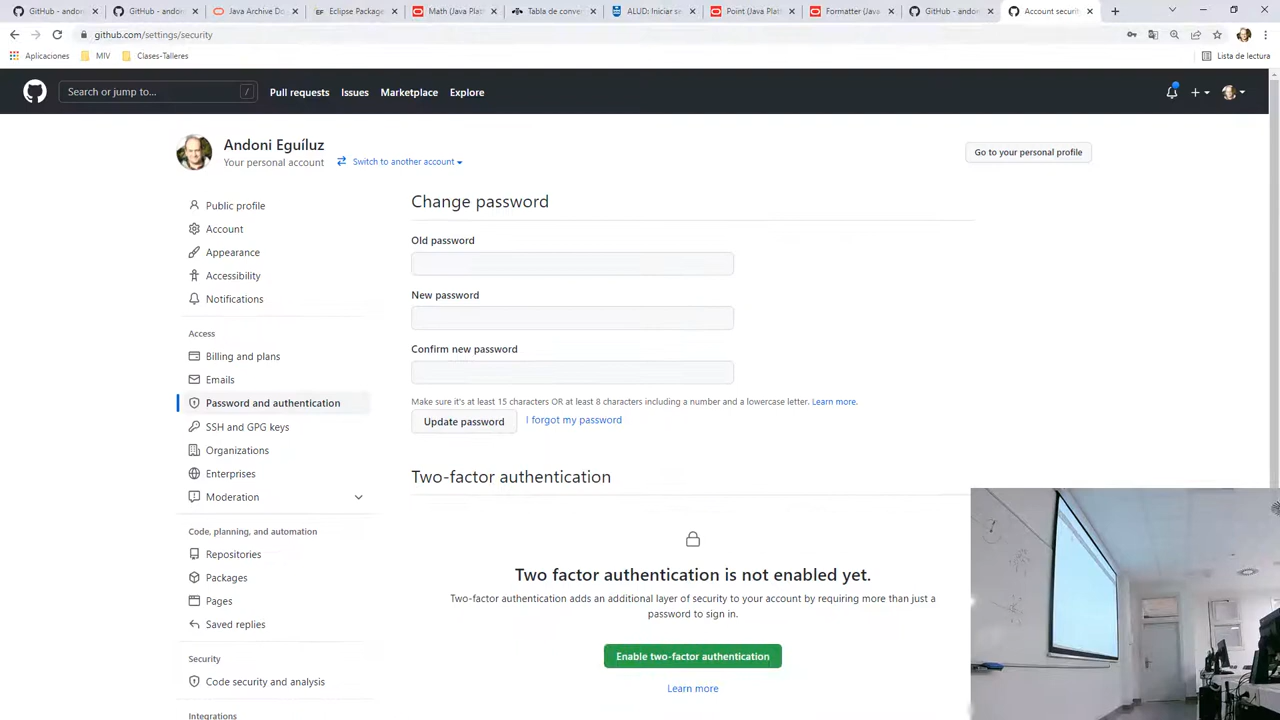 GitHub - andon
GitHub - andon
Java Archive Do
Eclipse Package
Math (Java Plat
Tabla de conver
ALUD: Iniciar se
Point (Java Plat
Formatter (Java
GitHub - andon
Account securit
github.com/settings/security
Aplicaciones
MIV
Clases-Talleres
Lista de lectura
Search or jump to...
/
Pull requests
Issues
Marketplace
Explore
Andoni Eguíluz
Your personal account
Switch to another account
Go to your personal profile
Public profile
Account
Appearance
Accessibility
Notifications
Access
Billing and plans
Emails
Password and authentication
SSH and GPG keys
Organizations
Enterprises
Moderation
Code, planning, and automation
Repositories
Packages
Pages
Saved replies
Security
Code security and analysis
Integrations
Change password
Old password
New password
Confirm new password
Make sure it's at least 15 characters OR at least 8 characters including a number and a lowercase letter. Learn more.
Update password
I forgot my password
Two-factor authentication
Two factor authentication is not enabled yet.
Two-factor authentication adds an additional layer of security to your account by requiring more than just a
password to sign in.
Enable two-factor authentication
Learn more